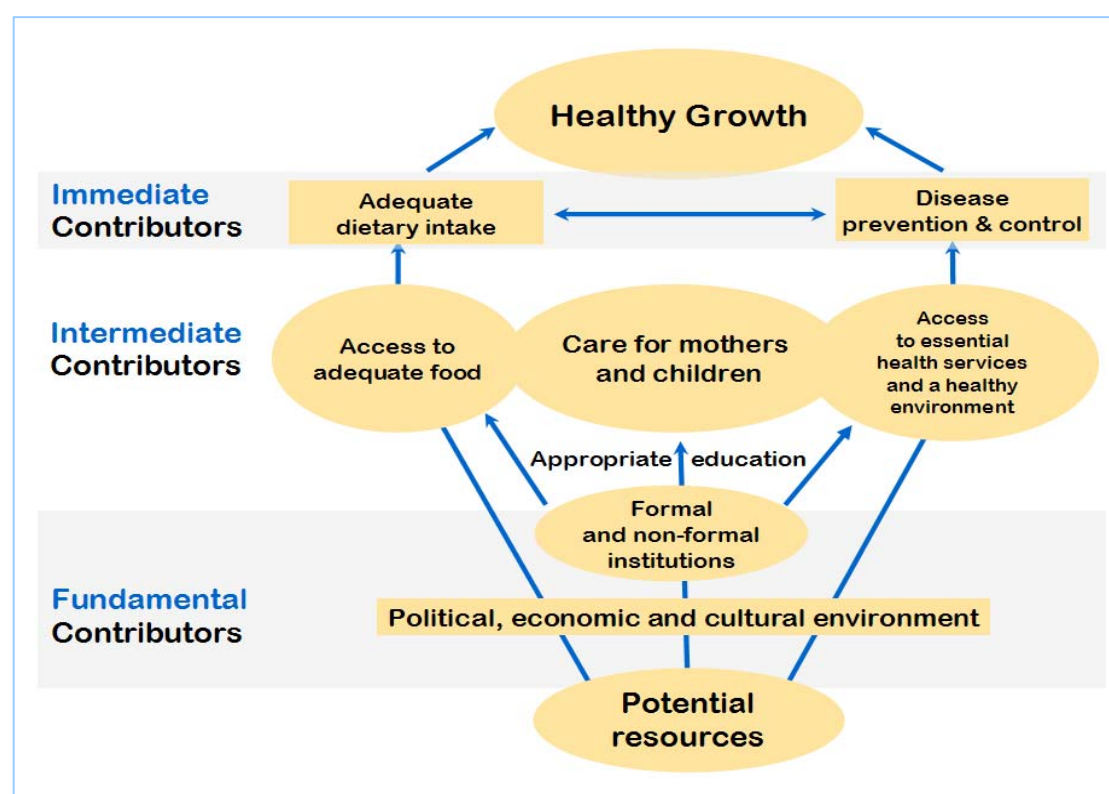 Healthy Growth
Immediate
Contributors
Adequate
dietary intake
Disease
prevention & control
Intermediate
Contributors
Access to
adequate food
Care for mothers
and children
Access
to essential
health services
and a healthy
environment
Appropriate education
Formal
and non-formal
institutions
Fundamental
Contributors
Political, economic and cultural environment
Potential
resources